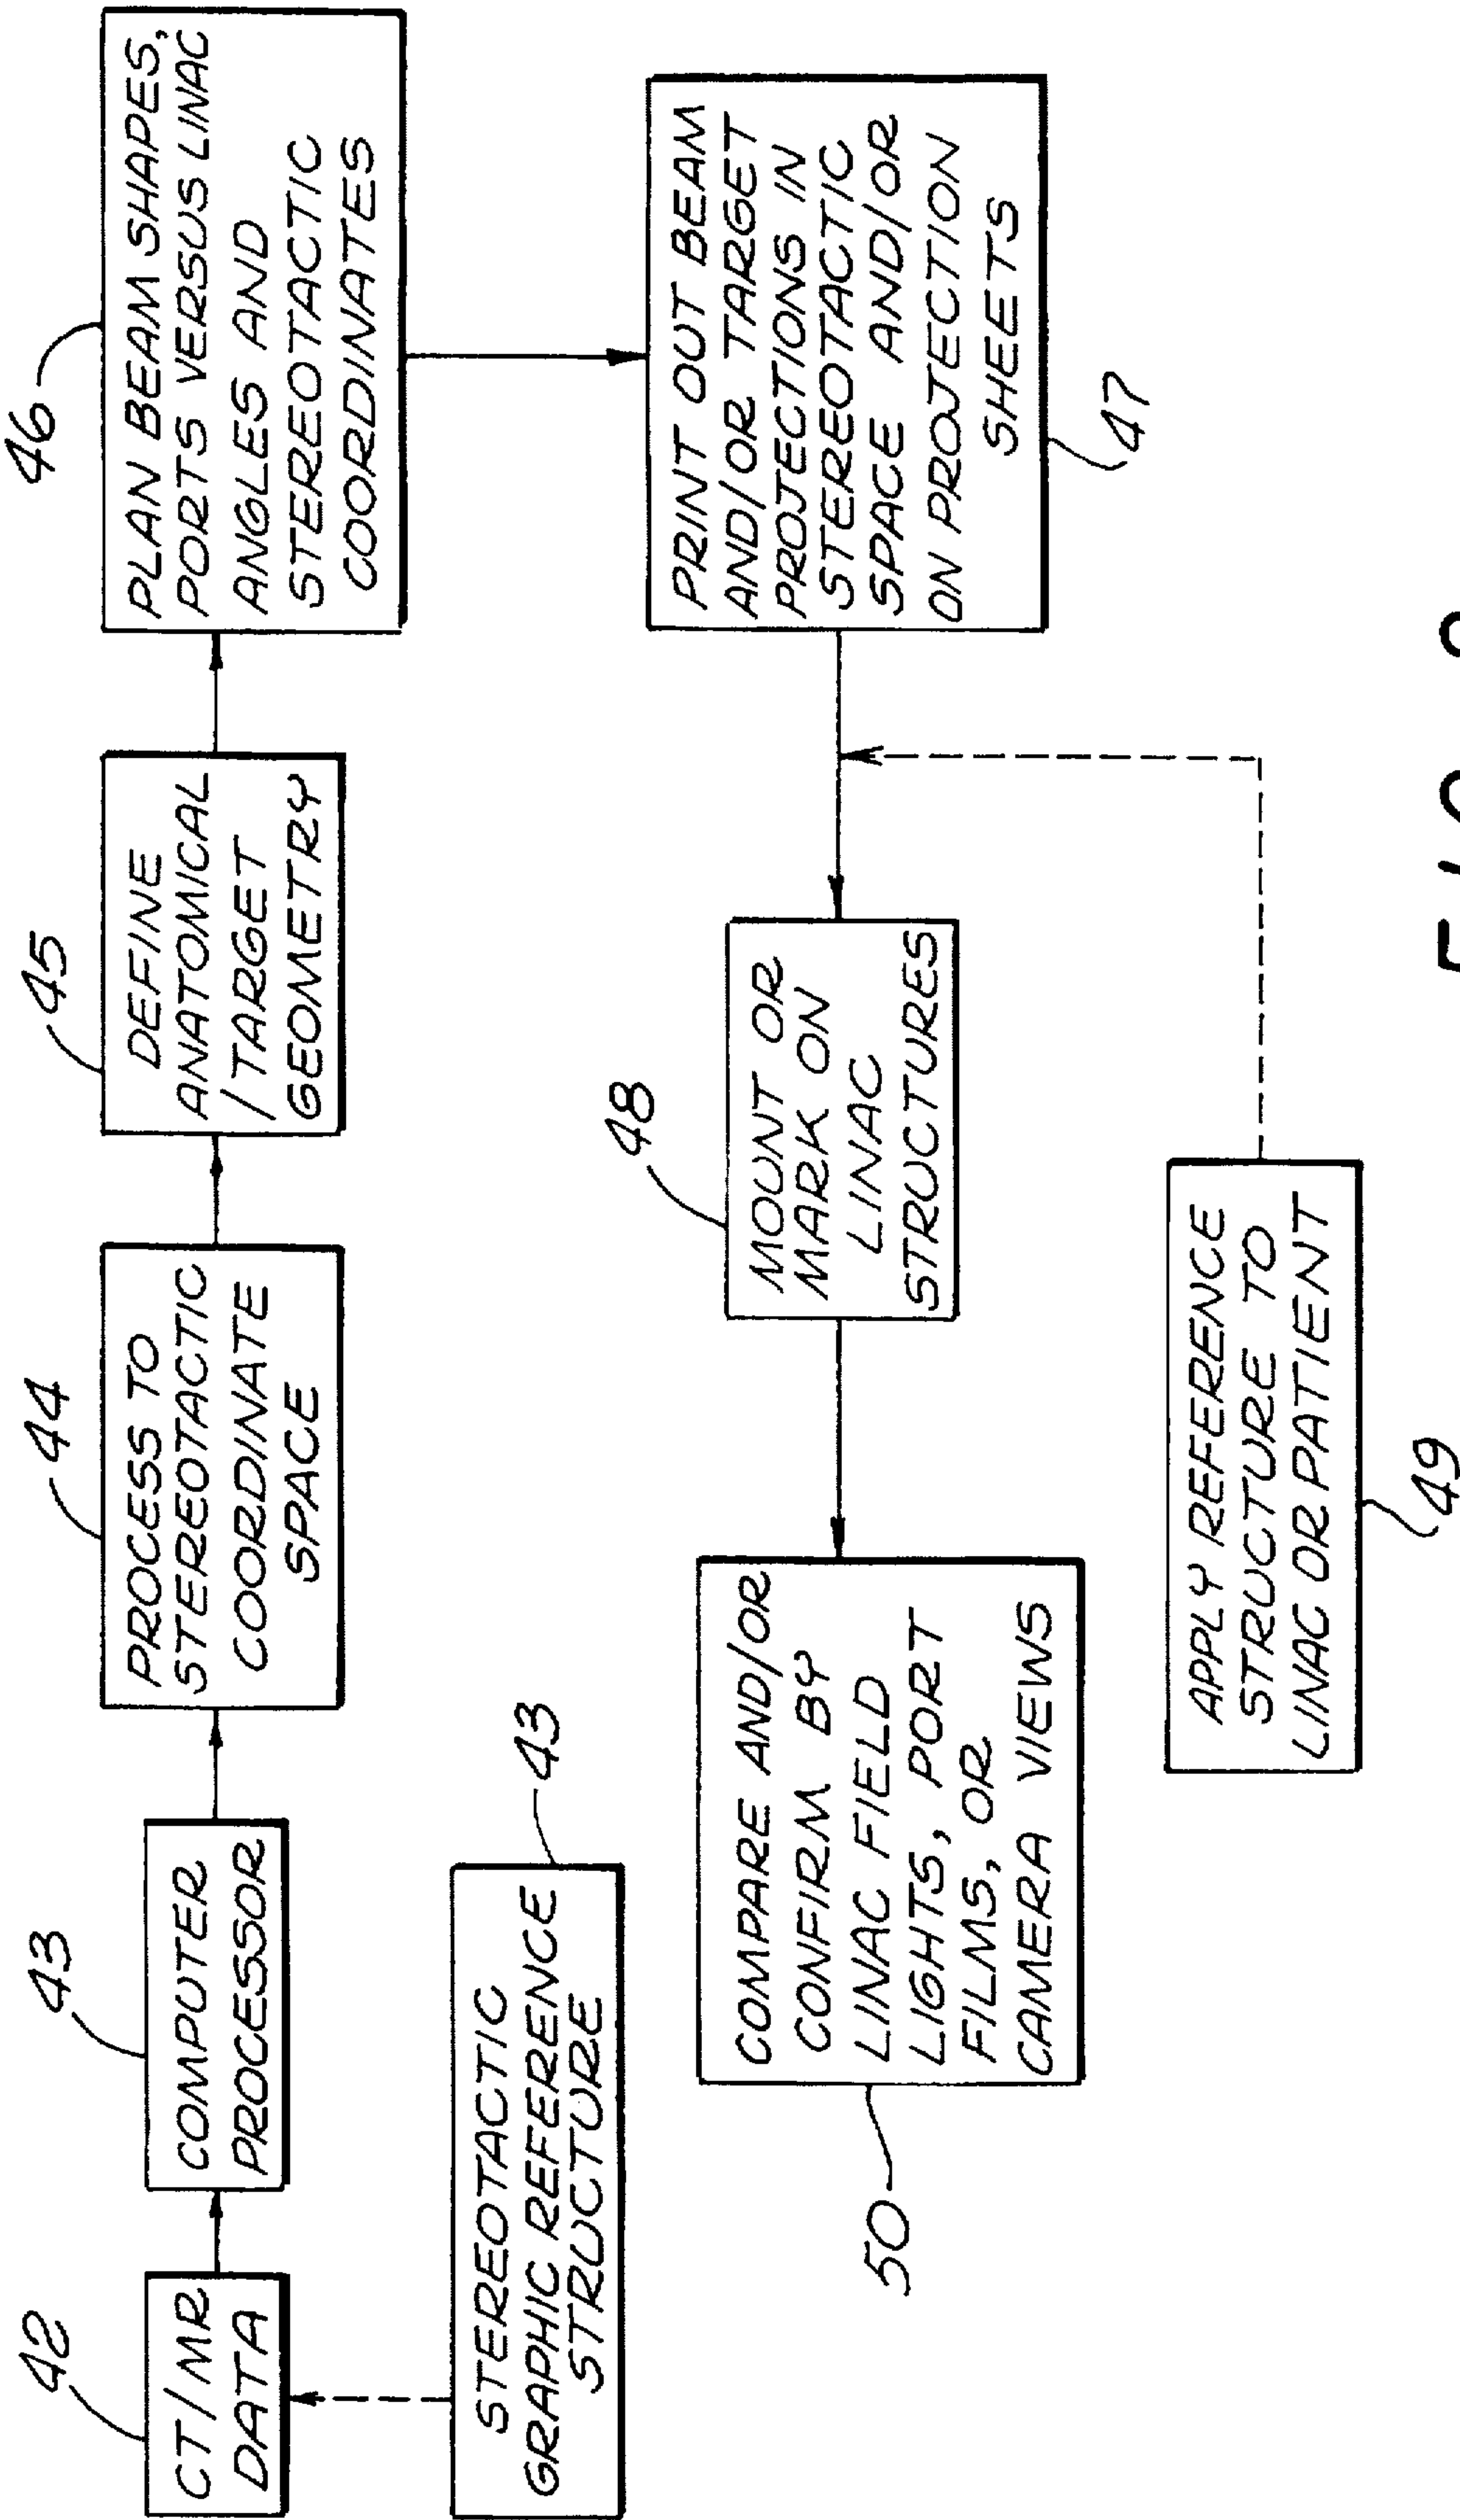 42
CT/MR
DATA
43
COMPUTER
PROCESSOR
44
PROCESS TO
STEREOTACTIC
COORDINATE
SPACE
45
DEFINE
ANATOMICAL
/TARGET
GEOMETRY
46
PLAN BEAM SHAPES,
PORTS VERSUS LINAC
ANGLES AND
STEREOTACTIC
COORDINATES
STEREOTACTIC
GRAPHIC REFERENCE
STRUCTURE
43
PRINT OUT BEAM
AND/OR TARGET
PROJECTIONS IN
STEREOTACTIC
SPACE AND/OR
ON PROJECTION
SHEETS
47
48
MOUNT OR
MARK ON
LINAC
STRUCTURES
COMPARE AND/OR
CONFIRM BY
LINAC FIELD
LIGHTS, PORT
FILMS, OR
CAMERA VIEWS
50
APPLY REFERENCE
STRUCTURE TO
LINAC OR PATIENT
49